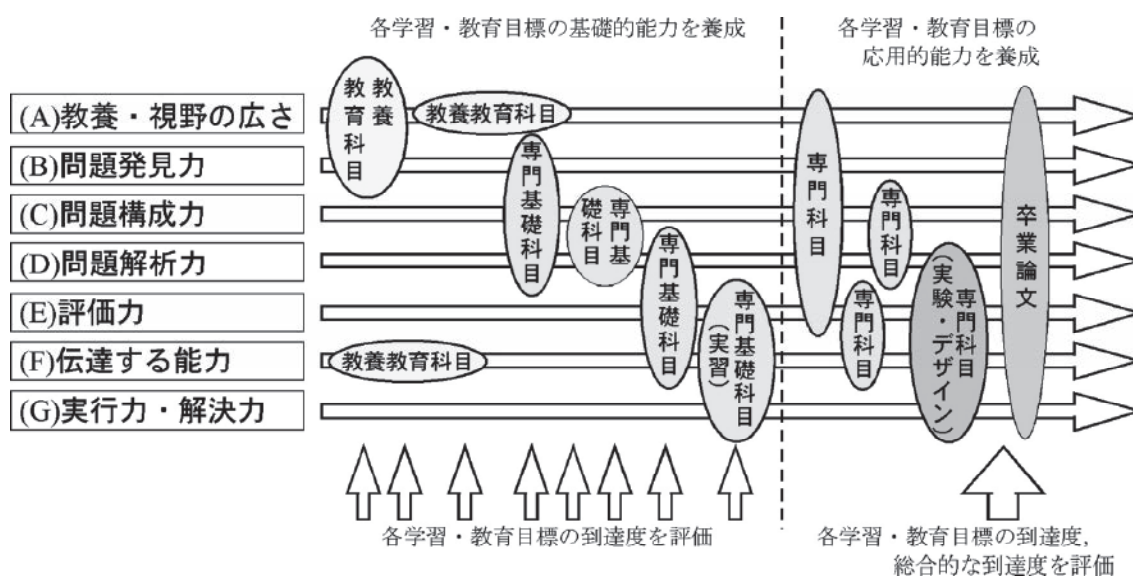 各学習・教育目標の基礎的能力を養成
各学習・教育目標の
応用的能力を養成
(A)教養・視野の広さ
(B)問題発見力
(C)問題構成力
(D)問題解析力
(E)評価力
(F)伝達する能力
(G)実行力・解決力
教養
教育科目
教養教育科目
専門基礎科目
専門基
礎科目
専門基礎科目
専門基礎科目
(実習)
教養教育科目
専門科目
専門科目
専門科目
専門科目
(実験・デザイン)
卒業論文
各学習・教育目標の到達度を評価
各学習・教育目標の到達度,
総合的な到達度を評価